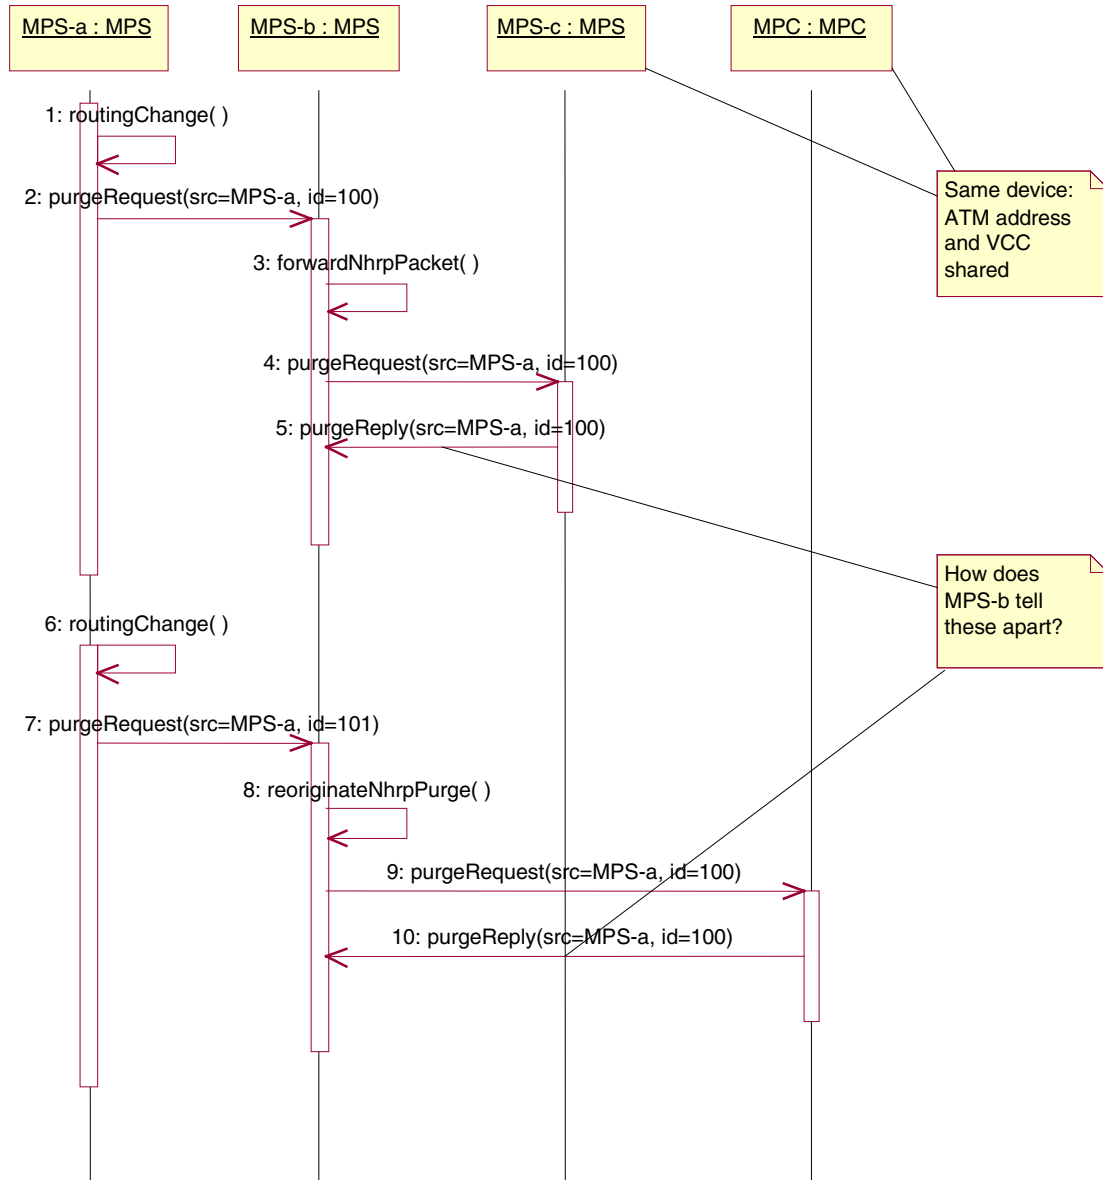 MPS-a : MPS
MPS-b : MPS
MPS-c : MPS
MPC : MPC
1: routingChange( )
Same device:
ATM address
and VCC
shared
2: purgeRequest(src=MPS-a, id=100)
3: forwardNhrpPacket( )
4: purgeRequest(src=MPS-a, id=100)
5: purgeReply(src=MPS-a, id=100)
How does
MPS-b tell
these apart?
6: routingChange( )
7: purgeRequest(src=MPS-a, id=101)
8: reoriginateNhrpPurge( )
9: purgeRequest(src=MPS-a, id=100)
10: purgeReply(src=MPS-a, id=100)